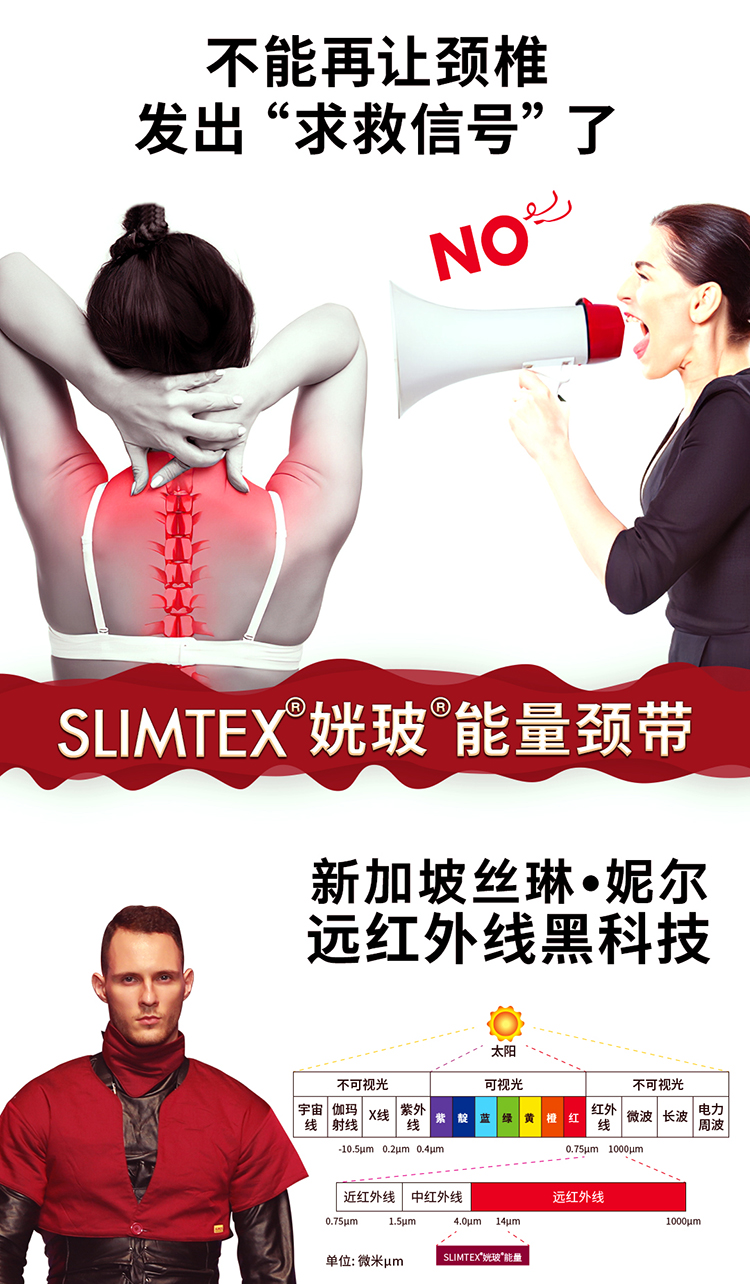 不能再让颈椎
发出“求救信号”了
NO
SLIMTEX®姯玻®能量颈带
新加坡丝琳•妮尔
远红外线黑科技
太阳
不可视光 可视光 不可视光
宇宙线 伽玛射线 X线 紫外线 紫 靛 蓝 绿 黄 橙 红 红外线 微波 长波 电力周波
-10.5μm 0.2μm 0.4μm 0.75μm 1000μm
近红外线 中红外线 远红外线
0.75μm 1.5μm 4.0μm 14μm 1000μm
单位: 微米μm
SLIMTEX®姯玻®能量